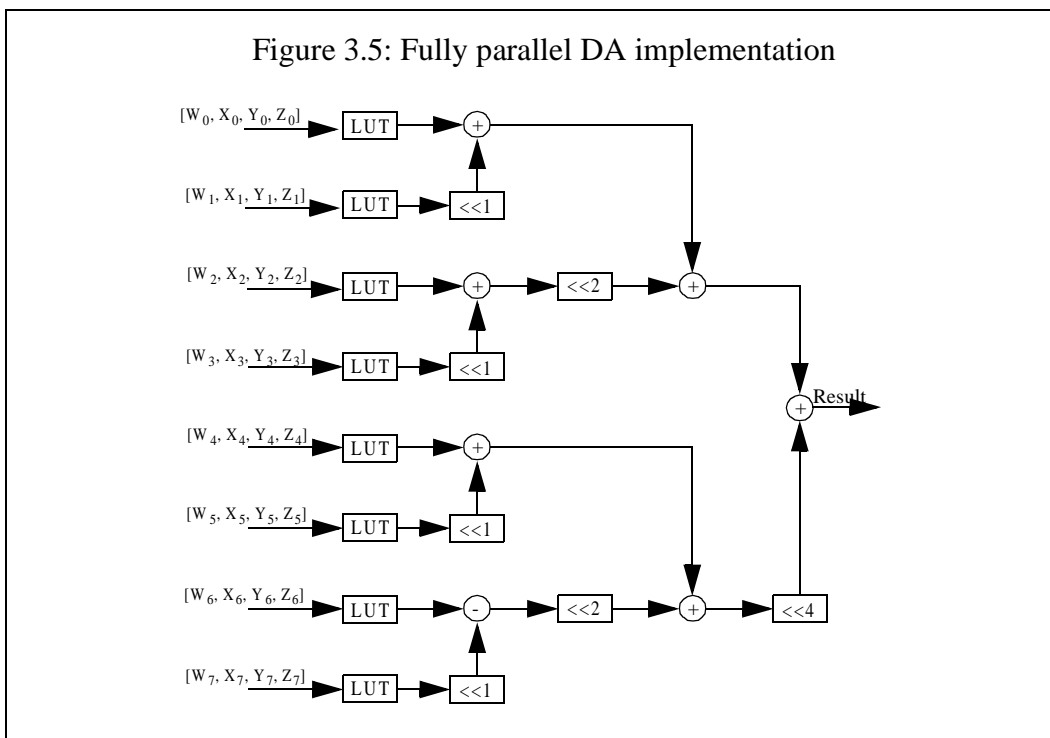 Figure 3.5: Fully parallel DA implementation
[W0, X0, Y0, Z0]
LUT
+
[W1, X1, Y1, Z1]
LUT
<<1
[W2, X2, Y2, Z2]
LUT
+
<<2
+
[W3, X3, Y3, Z3]
LUT
<<1
+
Result
[W4, X4, Y4, Z4]
LUT
+
[W5, X5, Y5, Z5]
LUT
<<1
[W6, X6, Y6, Z6]
LUT
-
<<2
+
<<4
[W7, X7, Y7, Z7]
LUT
<<1